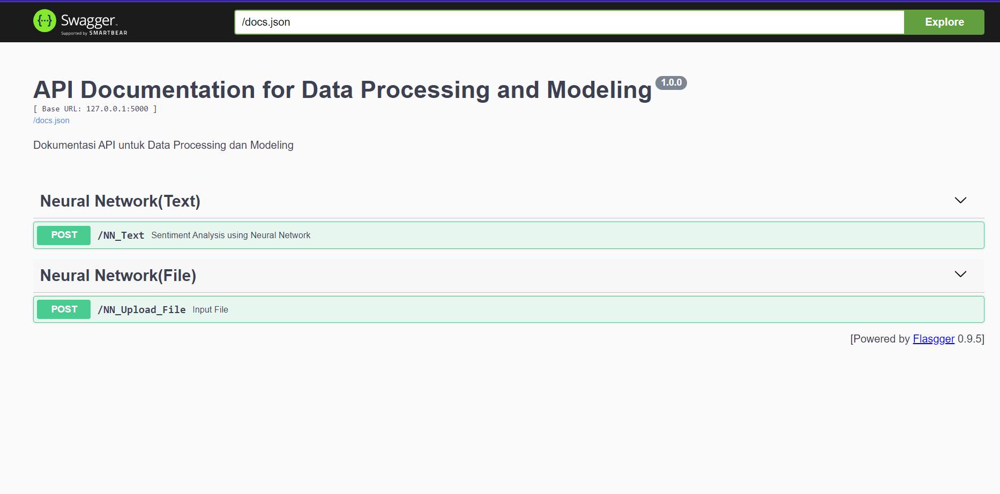 {···} Swagger™
Supported by SMARTBEAR
/docs.json
Explore
API Documentation for Data Processing and Modeling 1.0.0
[ Base URL: 127.0.0.1:5000 ]
/docs.json
Dokumentasi API untuk Data Processing dan Modeling
Neural Network(Text)
POST /NN_Text Sentiment Analysis using Neural Network
Neural Network(File)
POST /NN_Upload_File Input File
[Powered by Flasgger 0.9.5]